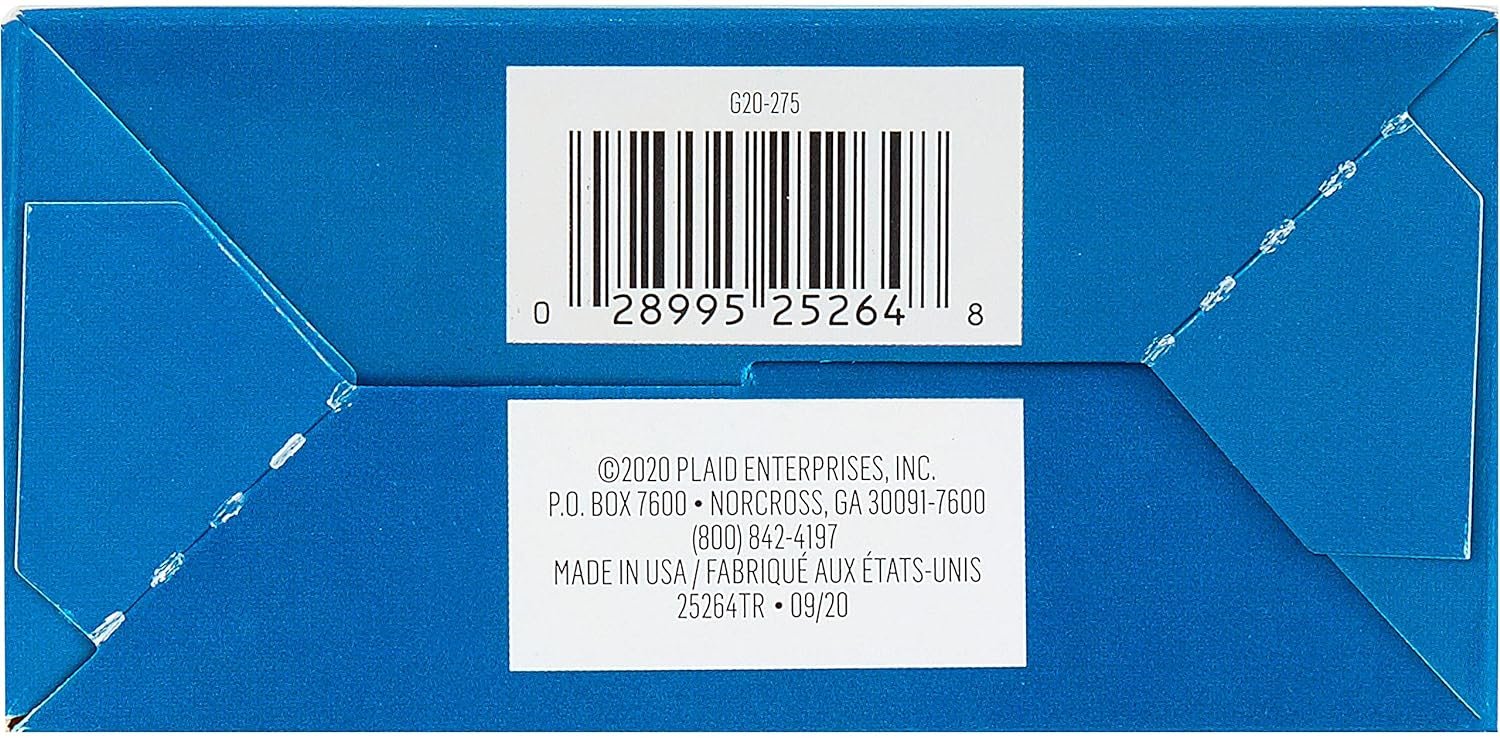 G20-275
0 28995 25264 8
©2020 PLAID ENTERPRISES, INC.
P.O. BOX 7600 • NORCROSS, GA 30091-7600
(800) 842-4197
MADE IN USA / FABRIQUÉ AUX ÉTATS-UNIS
25264TR • 09/20